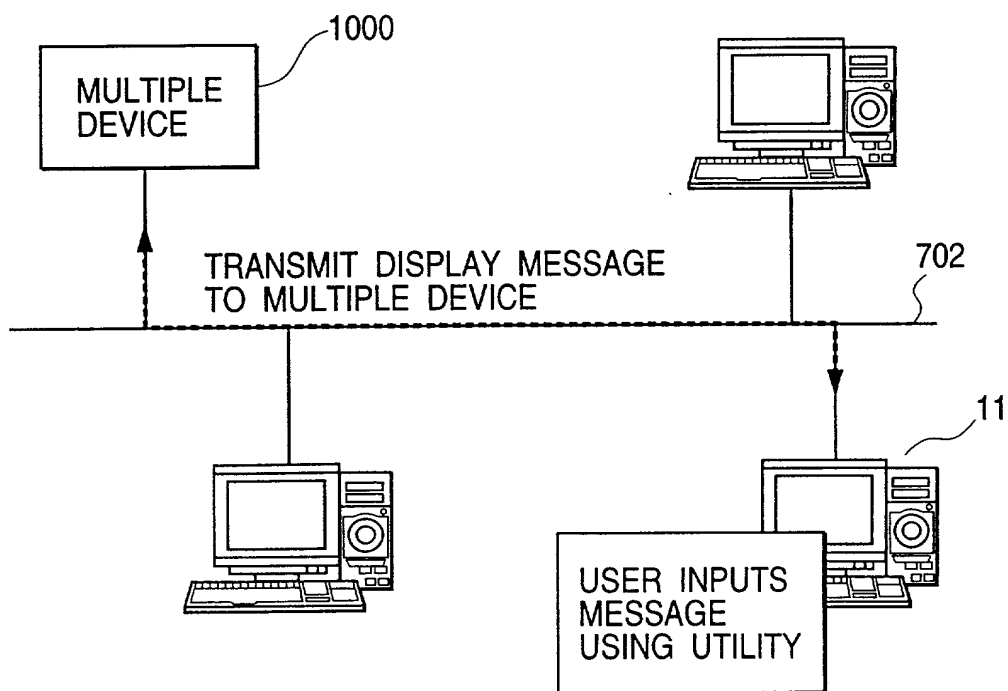 1000
MULTIPLE
DEVICE
TRANSMIT DISPLAY MESSAGE
TO MULTIPLE DEVICE
702
11
USER INPUTS
MESSAGE
USING UTILITY